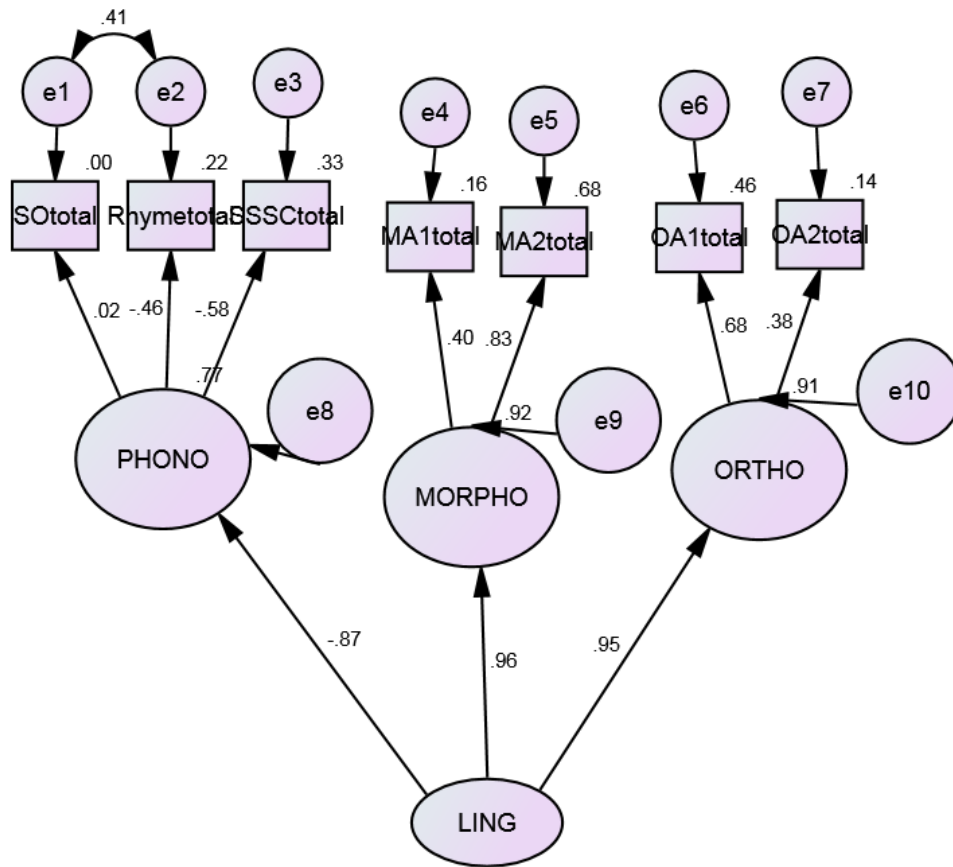 .41
e1
e2
e3
e4
e5
e6
e7
.00
.22
.33
.16
.68
.46
.14
SOtotal
Rhymetotal
SSSCtotal
MA1total
MA2total
OA1total
OA2total
.02
-.46
-.58
.40
.83
.68
.38
.77
.92
.91
e8
e9
e10
PHONO
MORPHO
ORTHO
-.87
.96
.95
LING